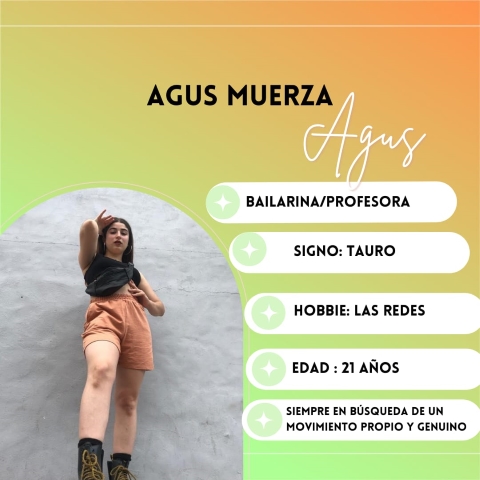 AGUS MUERZA
Agus
BAILARINA/PROFESORA
SIGNO: TAURO
HOBBIE: LAS REDES
EDAD : 21 AÑOS
SIEMPRE EN BÚSQUEDA DE UN
MOVIMIENTO PROPIO Y GENUINO